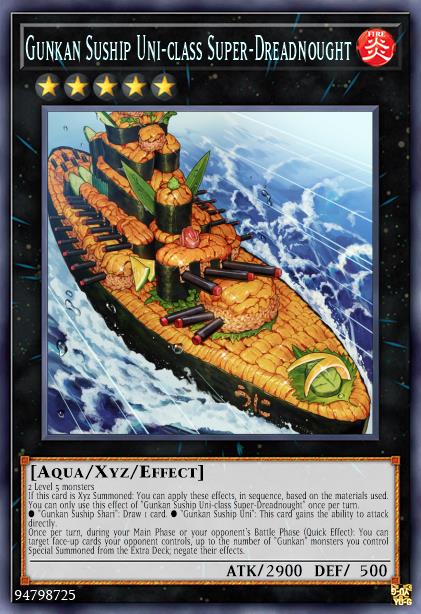 Gunkan Suship Uni-class Super-Dreadnought
FIRE
炎
[Aqua/Xyz/Effect]
2 Level 5 monsters
If this card is Xyz Summoned: You can apply these effects, in sequence, based on the materials used.
You can only use this effect of "Gunkan Suship Uni-class Super-Dreadnought" once per turn.
● "Gunkan Suship Shari": Draw 1 card. ● "Gunkan Suship Uni": This card gains the ability to attack
directly.
Once per turn, during your Main Phase or your opponent's Battle Phase (Quick Effect): You can
target face-up cards your opponent controls, up to the number of "Gunkan" monsters you control
Special Summoned from the Extra Deck; negate their effects.
ATK/2900 DEF/ 500
94798725